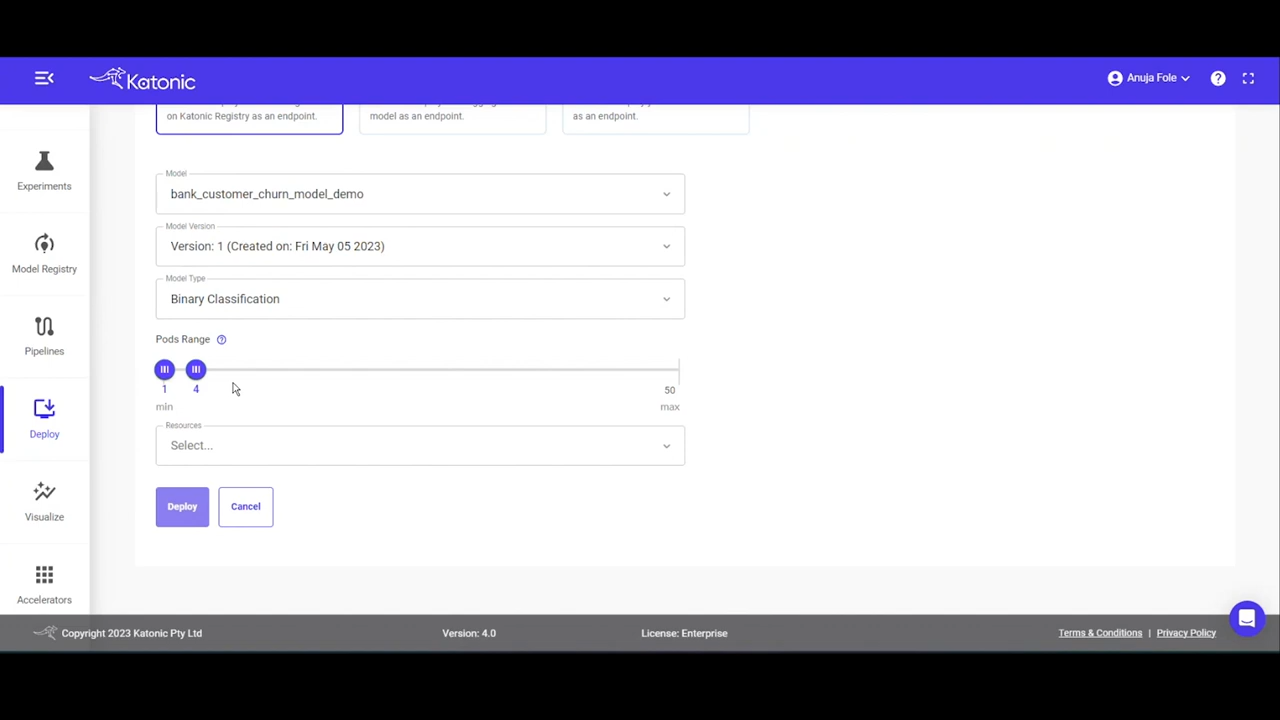 Katonic
Anuja Fole
on Katonic Registry as an endpoint.
model as an endpoint.
as an endpoint.
Experiments
Model Registry
Pipelines
Deploy
Visualize
Accelerators
Model
bank_customer_churn_model_demo
Model Version
Version: 1 (Created on: Fri May 05 2023)
Model Type
Binary Classification
Pods Range
1
4
50
min
max
Resources
Select...
Deploy
Cancel
Copyright 2023 Katonic Pty Ltd
Version: 4.0
License: Enterprise
Terms & Conditions | Privacy Policy